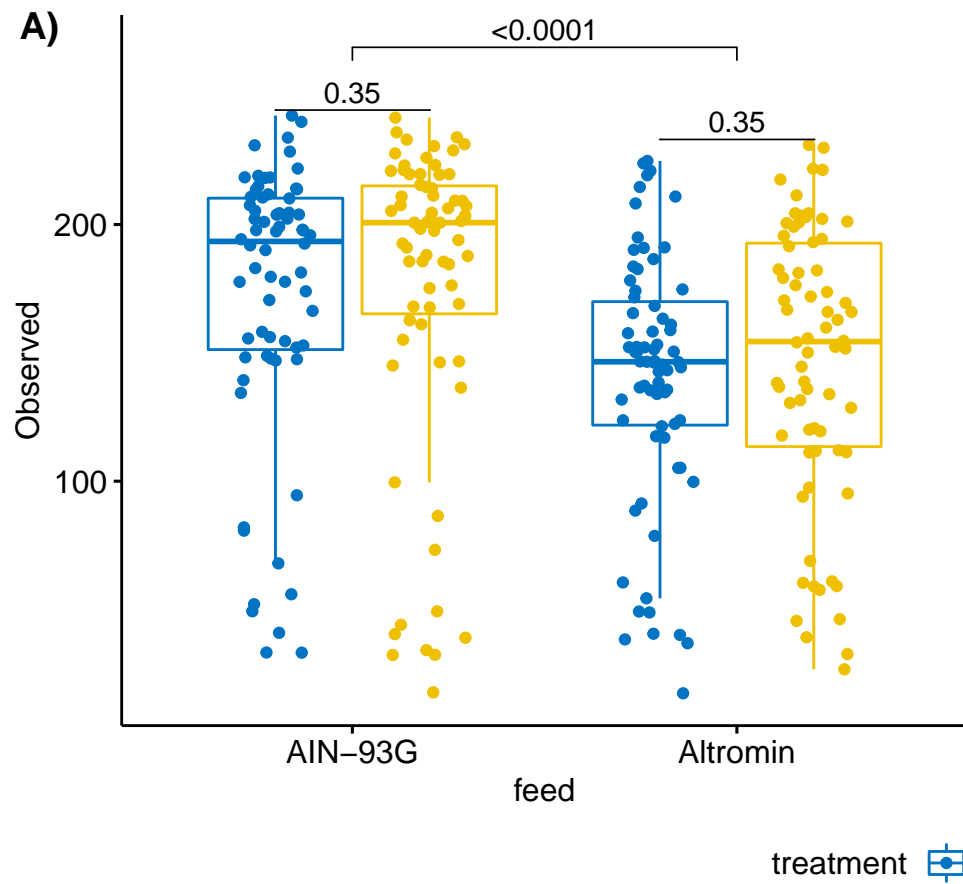 A)
<0.0001
0.35
0.35
200
100
Observed
AIN−93G
Altromin
feed
treatment